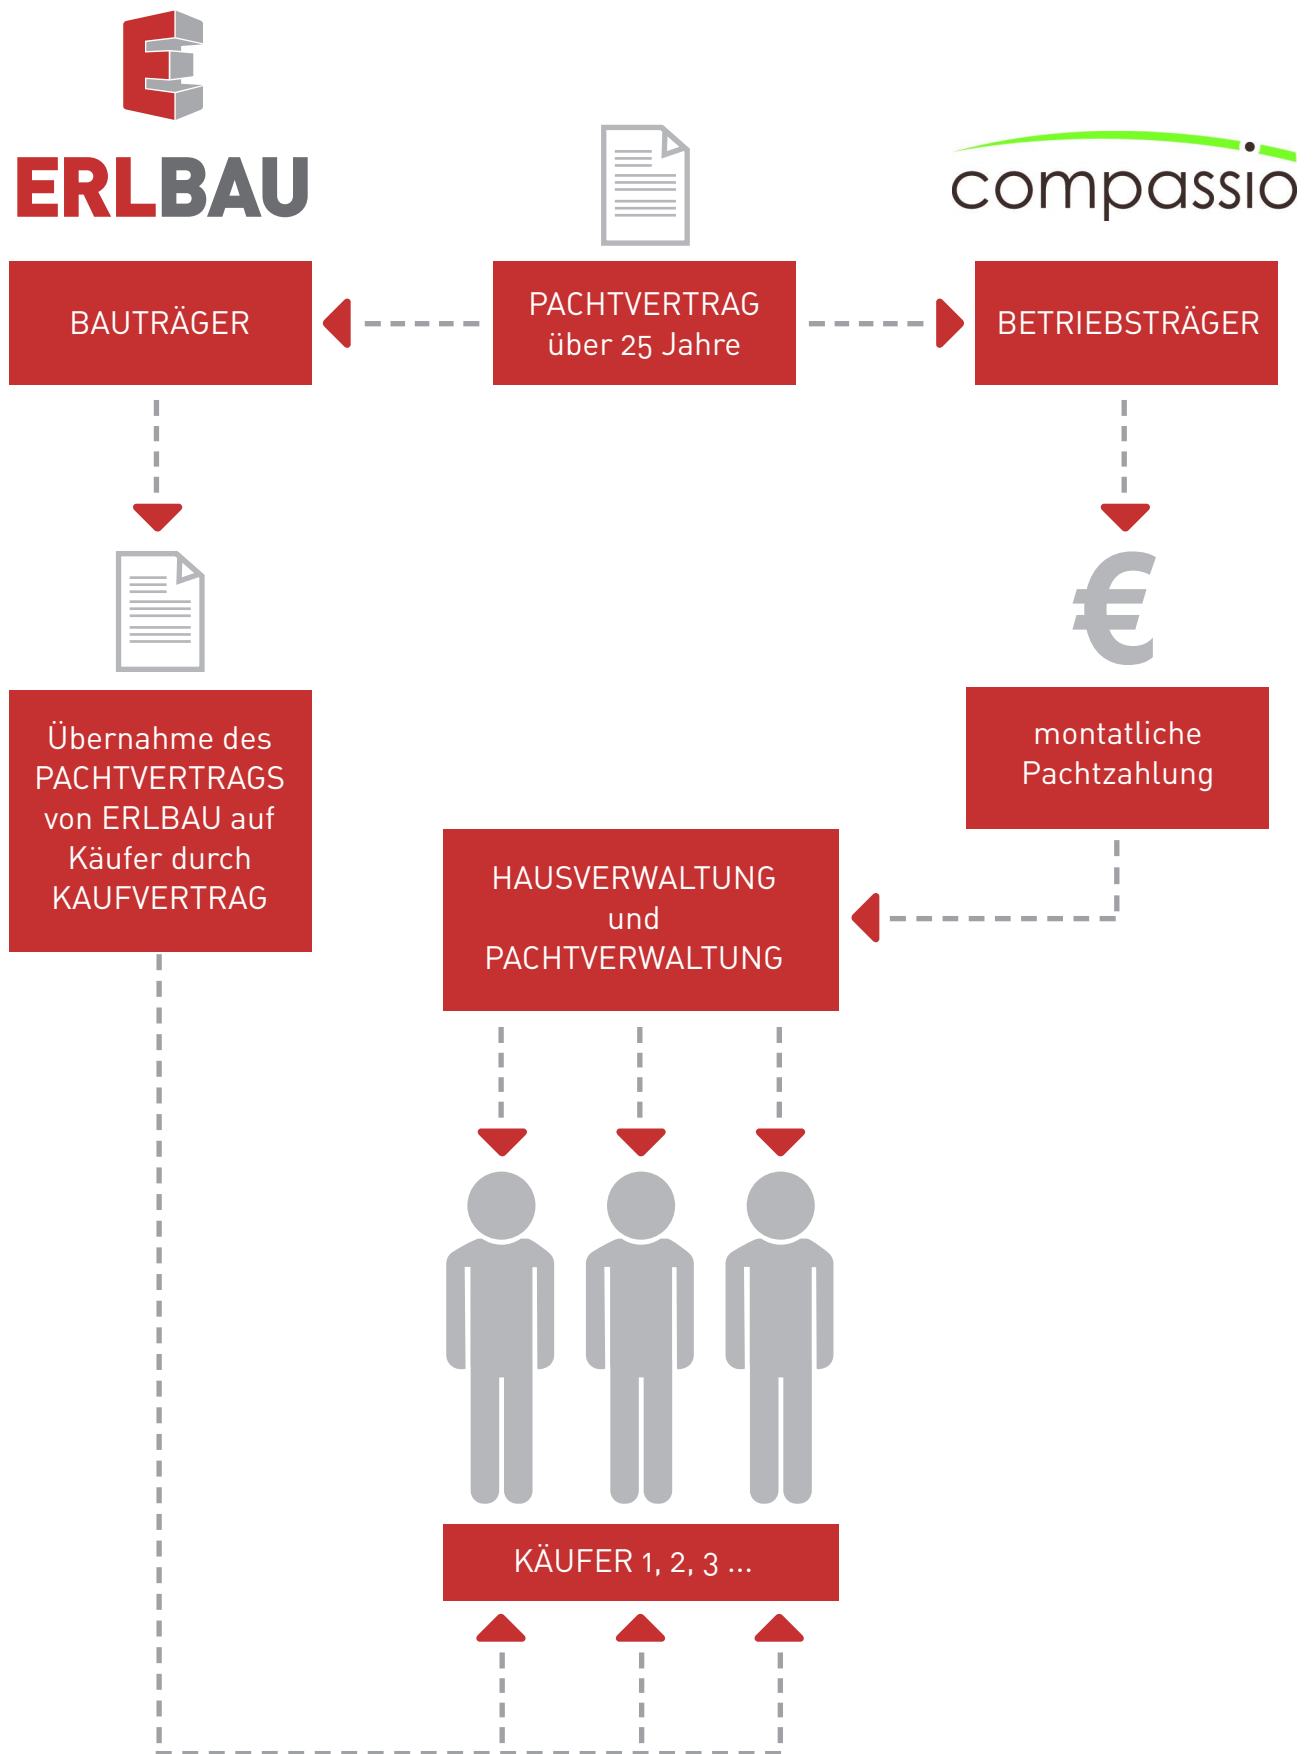 ERLBAU
compassio
BAUTRÄGER
PACHTVERTRAG
über 25 Jahre
BETRIEBSTRÄGER
€
Übernahme des
PACHTVERTRAGS
von ERLBAU auf
Käufer durch
KAUFVERTRAG
montatliche
Pachtzahlung
HAUSVERWALTUNG
und
PACHTVERWALTUNG
KÄUFER 1, 2, 3 ...